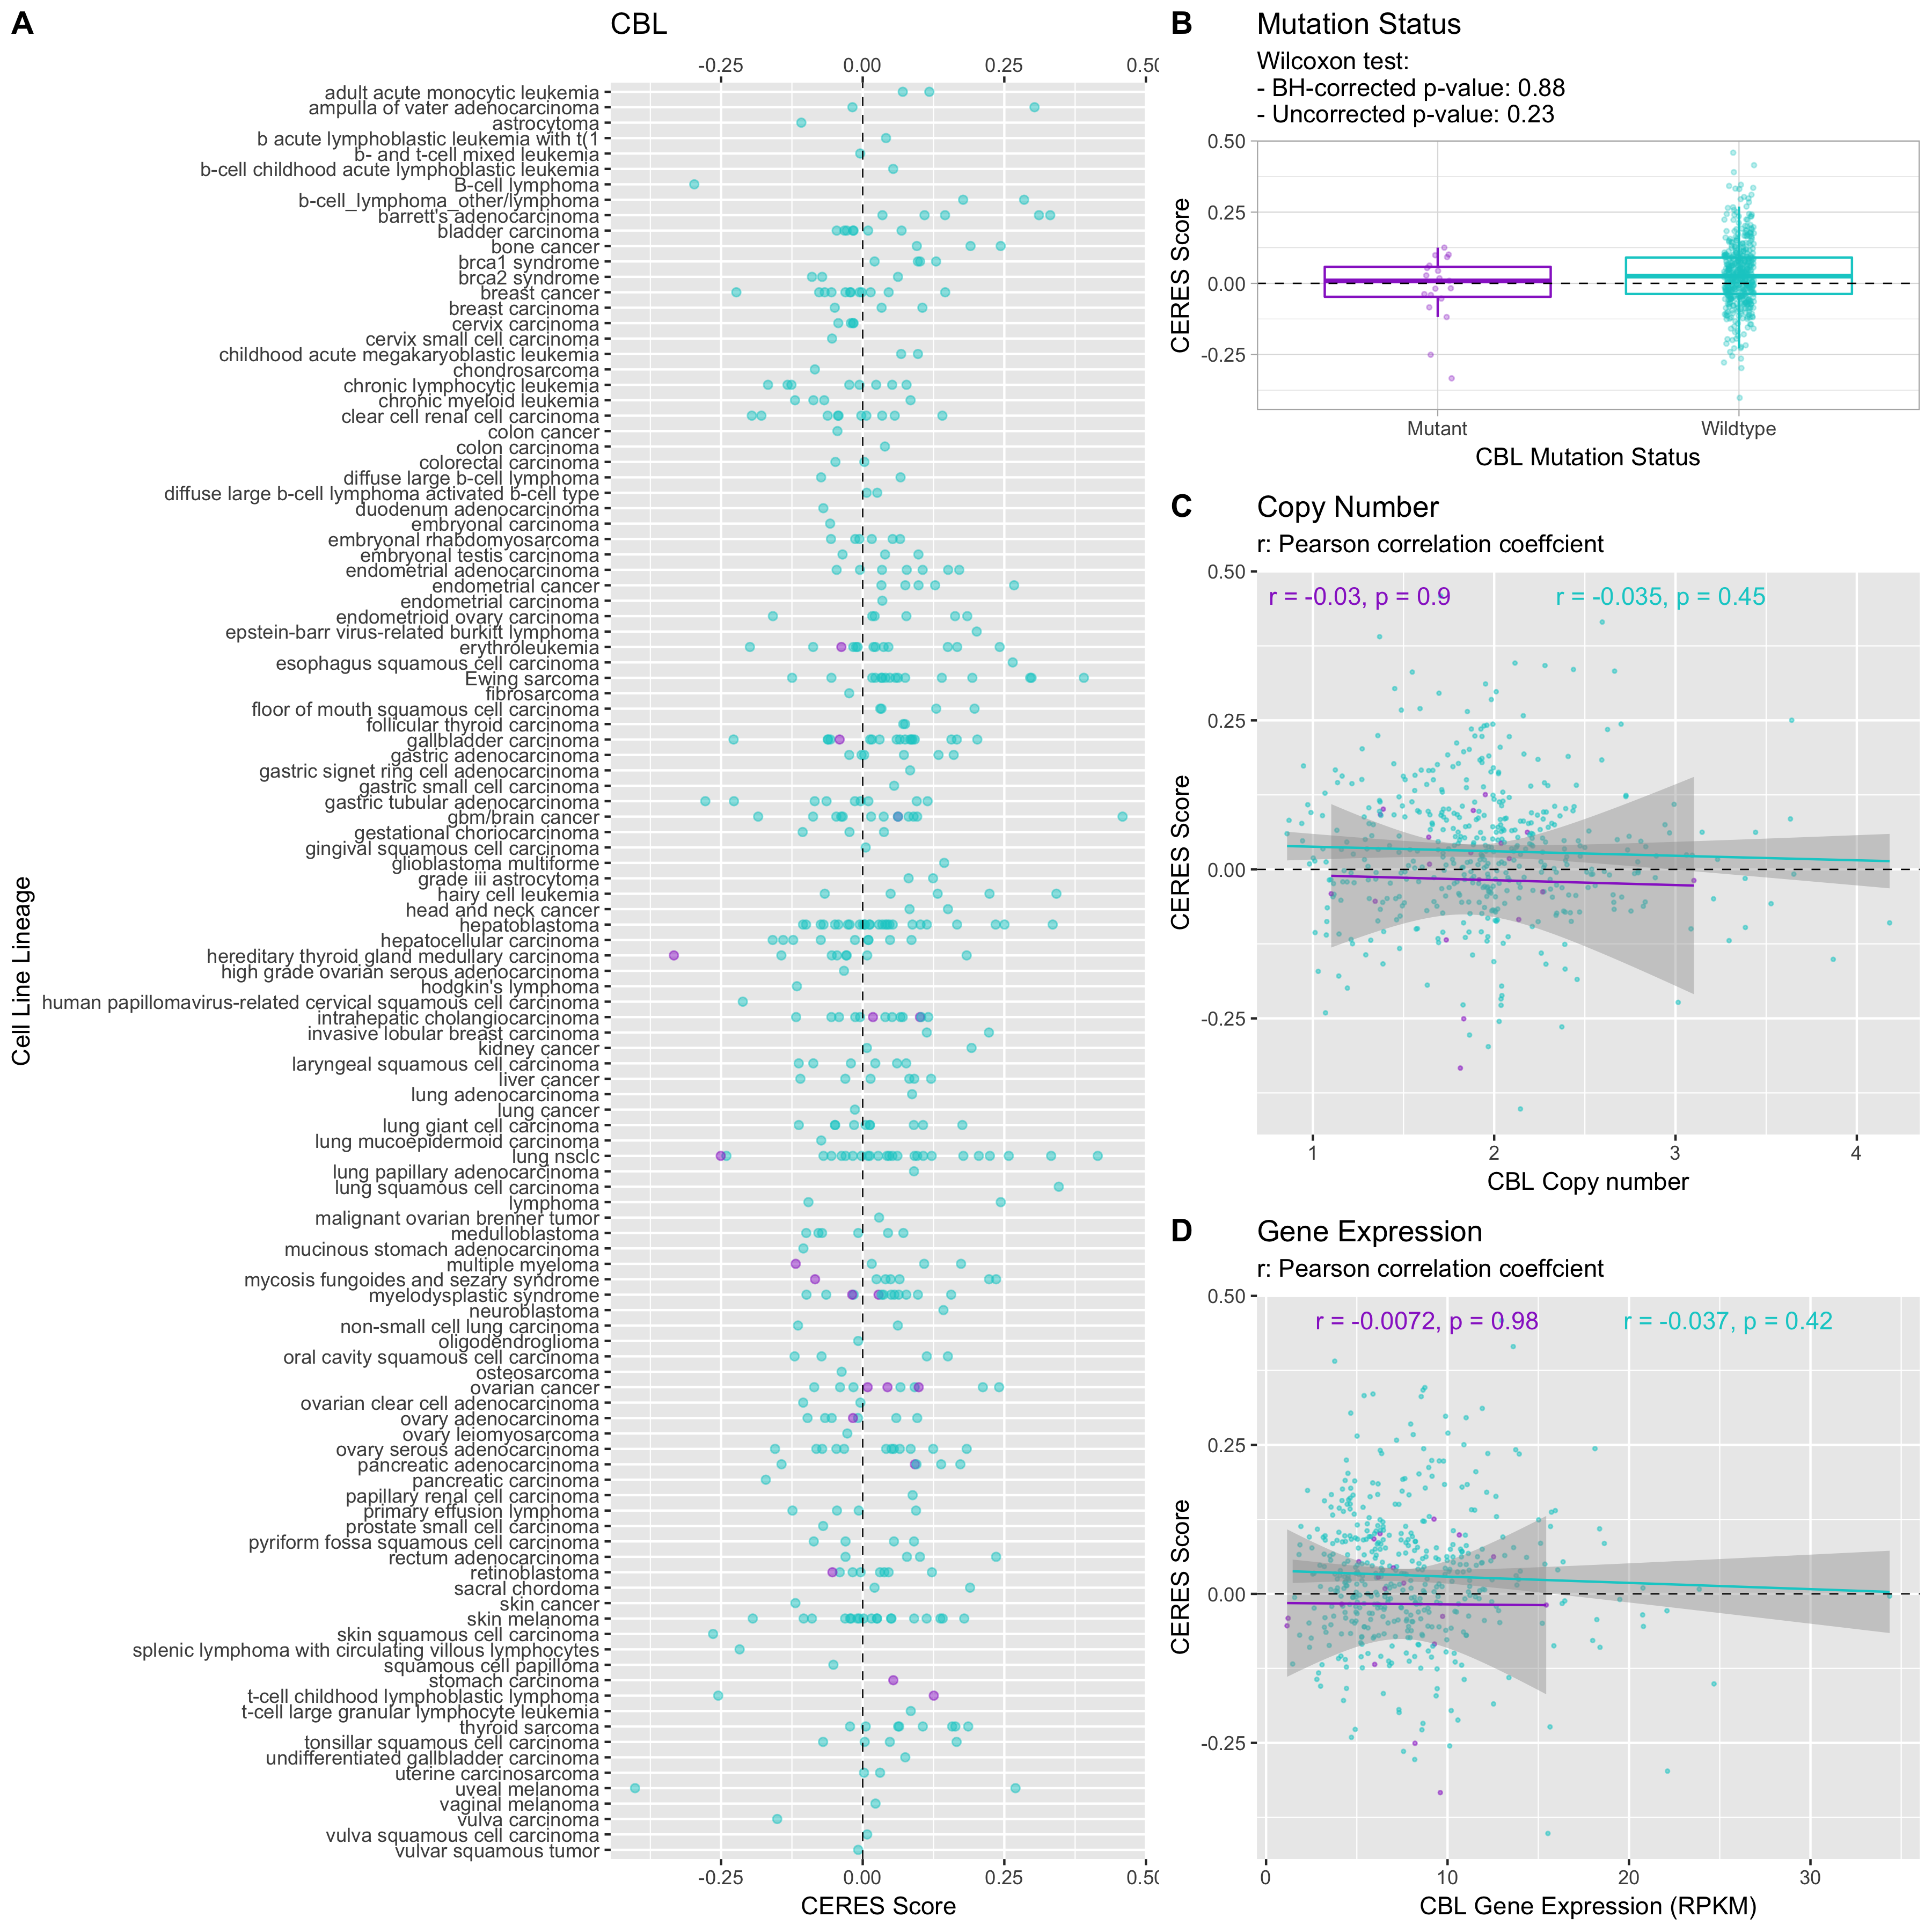 A
CBL
-0.25 0.00 0.25 0.50
Cell Line Lineage
adult acute monocytic leukemia
ampulla of vater adenocarcinoma
astrocytoma
b acute lymphoblastic leukemia with t(1
b- and t-cell mixed leukemia
b-cell childhood acute lymphoblastic leukemia
B-cell lymphoma
b-cell_lymphoma_other/lymphoma
barrett's adenocarcinoma
bladder carcinoma
bone cancer
brca1 syndrome
brca2 syndrome
breast cancer
breast carcinoma
cervix carcinoma
cervix small cell carcinoma
childhood acute megakaryoblastic leukemia
chondrosarcoma
chronic lymphocytic leukemia
chronic myeloid leukemia
clear cell renal cell carcinoma
colon cancer
colon carcinoma
colorectal carcinoma
diffuse large b-cell lymphoma
diffuse large b-cell lymphoma activated b-cell type
duodenum adenocarcinoma
embryonal carcinoma
embryonal rhabdomyosarcoma
embryonal testis carcinoma
endometrial adenocarcinoma
endometrial cancer
endometrial carcinoma
endometrioid ovary carcinoma
epstein-barr virus-related burkitt lymphoma
erythroleukemia
esophagus squamous cell carcinoma
Ewing sarcoma
fibrosarcoma
floor of mouth squamous cell carcinoma
follicular thyroid carcinoma
gallbladder carcinoma
gastric adenocarcinoma
gastric signet ring cell adenocarcinoma
gastric small cell carcinoma
gastric tubular adenocarcinoma
gbm/brain cancer
gestational choriocarcinoma
gingival squamous cell carcinoma
glioblastoma multiforme
grade iii astrocytoma
hairy cell leukemia
head and neck cancer
hepatoblastoma
hepatocellular carcinoma
hereditary thyroid gland medullary carcinoma
high grade ovarian serous adenocarcinoma
hodgkin's lymphoma
human papillomavirus-related cervical squamous cell carcinoma
intrahepatic cholangiocarcinoma
invasive lobular breast carcinoma
kidney cancer
laryngeal squamous cell carcinoma
liver cancer
lung adenocarcinoma
lung cancer
lung giant cell carcinoma
lung mucoepidermoid carcinoma
lung nsclc
lung papillary adenocarcinoma
lung squamous cell carcinoma
lymphoma
malignant ovarian brenner tumor
medulloblastoma
mucinous stomach adenocarcinoma
multiple myeloma
mycosis fungoides and sezary syndrome
myelodysplastic syndrome
neuroblastoma
non-small cell lung carcinoma
oligodendroglioma
oral cavity squamous cell carcinoma
osteosarcoma
ovarian cancer
ovarian clear cell adenocarcinoma
ovary adenocarcinoma
ovary leiomyosarcoma
ovary serous adenocarcinoma
pancreatic adenocarcinoma
pancreatic carcinoma
papillary renal cell carcinoma
primary effusion lymphoma
prostate small cell carcinoma
pyriform fossa squamous cell carcinoma
rectum adenocarcinoma
retinoblastoma
sacral chordoma
skin cancer
skin melanoma
skin squamous cell carcinoma
splenic lymphoma with circulating villous lymphocytes
squamous cell papilloma
stomach carcinoma
t-cell childhood lymphoblastic lymphoma
t-cell large granular lymphocyte leukemia
thyroid sarcoma
tonsillar squamous cell carcinoma
undifferentiated gallbladder carcinoma
uterine carcinosarcoma
uveal melanoma
vaginal melanoma
vulva carcinoma
vulva squamous cell carcinoma
vulvar squamous tumor
-0.25 0.00 0.25 0.50
CERES Score
B
Mutation Status
Wilcoxon test:
- BH-corrected p-value: 0.88
- Uncorrected p-value: 0.23
CERES Score
0.50
0.25
0.00
-0.25
Mutant Wildtype
CBL Mutation Status
C
Copy Number
r: Pearson correlation coeffcient
r = -0.03, p = 0.9 r = -0.035, p = 0.45
CERES Score
0.50
0.25
0.00
-0.25
1 2 3 4
CBL Copy number
D
Gene Expression
r: Pearson correlation coeffcient
r = -0.0072, p = 0.98 r = -0.037, p = 0.42
CERES Score
0.50
0.25
0.00
-0.25
0 10 20 30
CBL Gene Expression (RPKM)